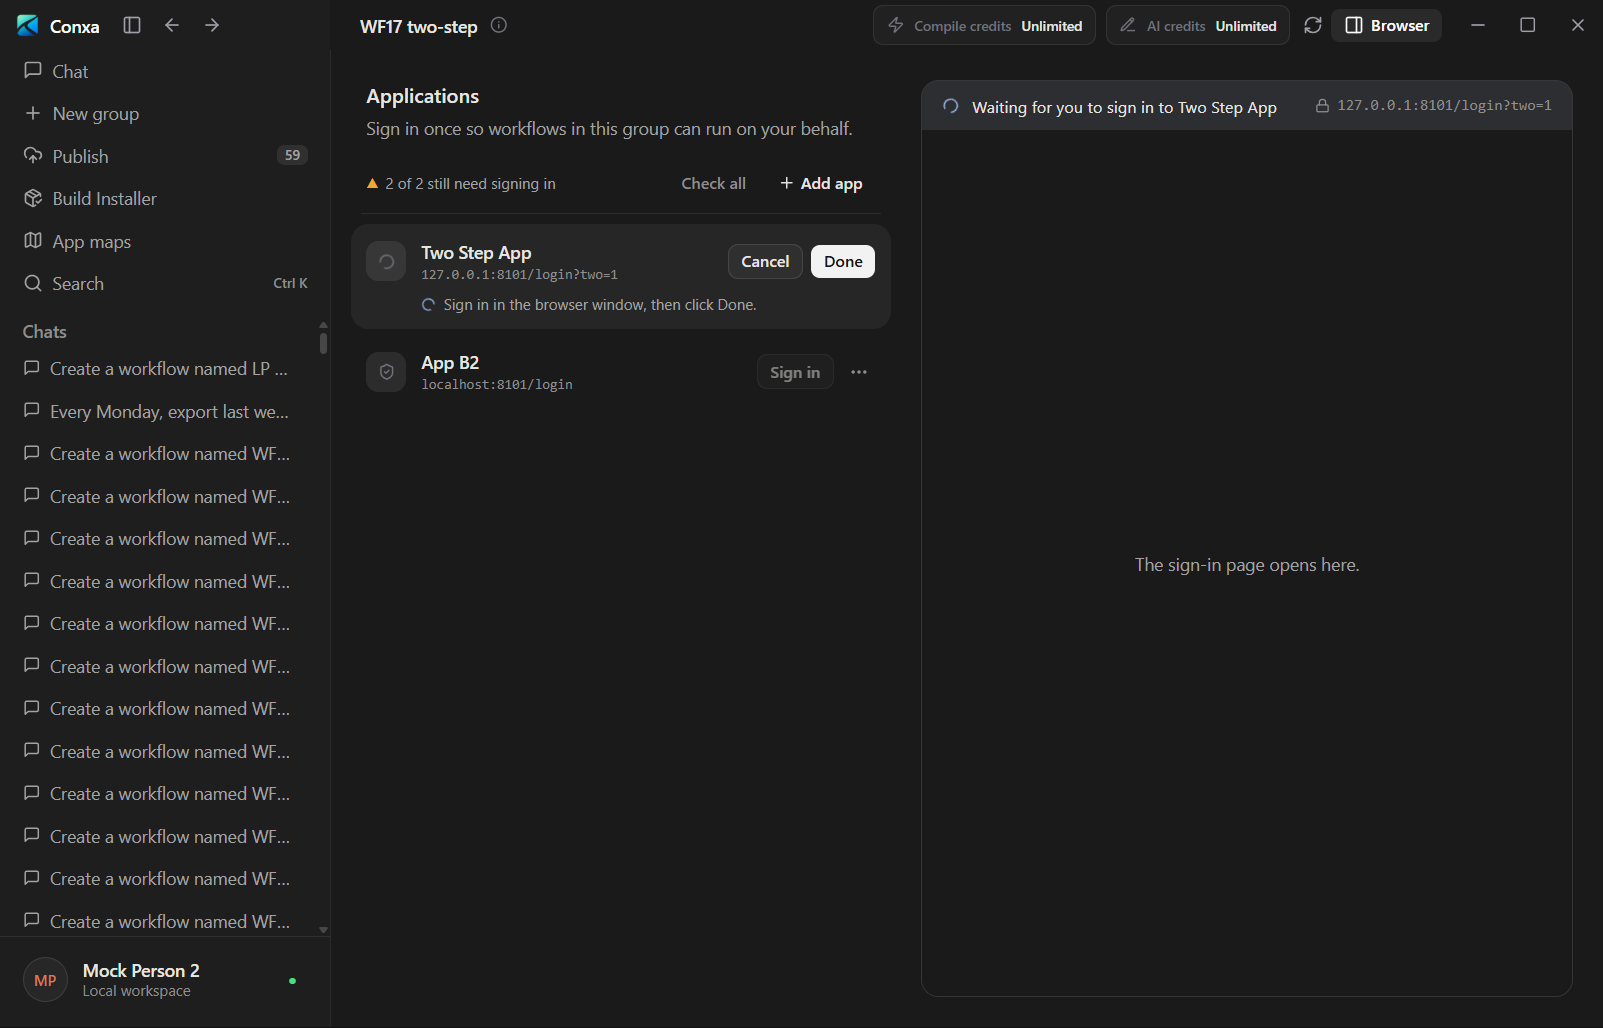 Conxa
WF17 two-step
Compile credits Unlimited
AI credits Unlimited
Browser
Chat
New group
Publish 59
Build Installer
App maps
Search Ctrl K
Chats
Create a workflow named LP ...
Every Monday, export last we...
Create a workflow named WF...
Create a workflow named WF...
Create a workflow named WF...
Create a workflow named WF...
Create a workflow named WF...
Create a workflow named WF...
Create a workflow named WF...
Create a workflow named WF...
Create a workflow named WF...
Create a workflow named WF...
Create a workflow named WF...
Create a workflow named WF...
MP
Mock Person 2
Local workspace
Applications
Sign in once so workflows in this group can run on your behalf.
2 of 2 still need signing in
Check all
Add app
Two Step App
127.0.0.1:8101/login?two=1
Cancel
Done
Sign in in the browser window, then click Done.
App B2
localhost:8101/login
Sign in
Waiting for you to sign in to Two Step App
127.0.0.1:8101/login?two=1
The sign-in page opens here.